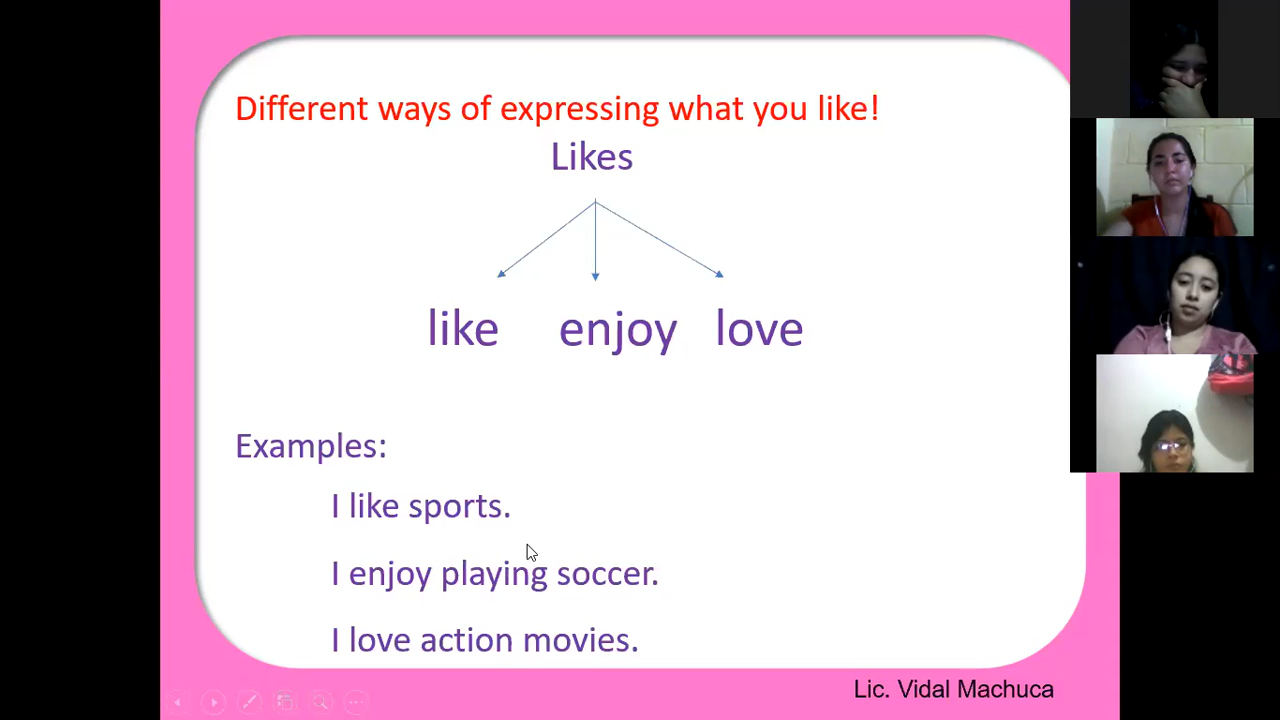 Different ways of expressing what you like!
Likes
like enjoy love
Examples:
I like sports.
I enjoy playing soccer.
I love action movies.
Lic. Vidal Machuca